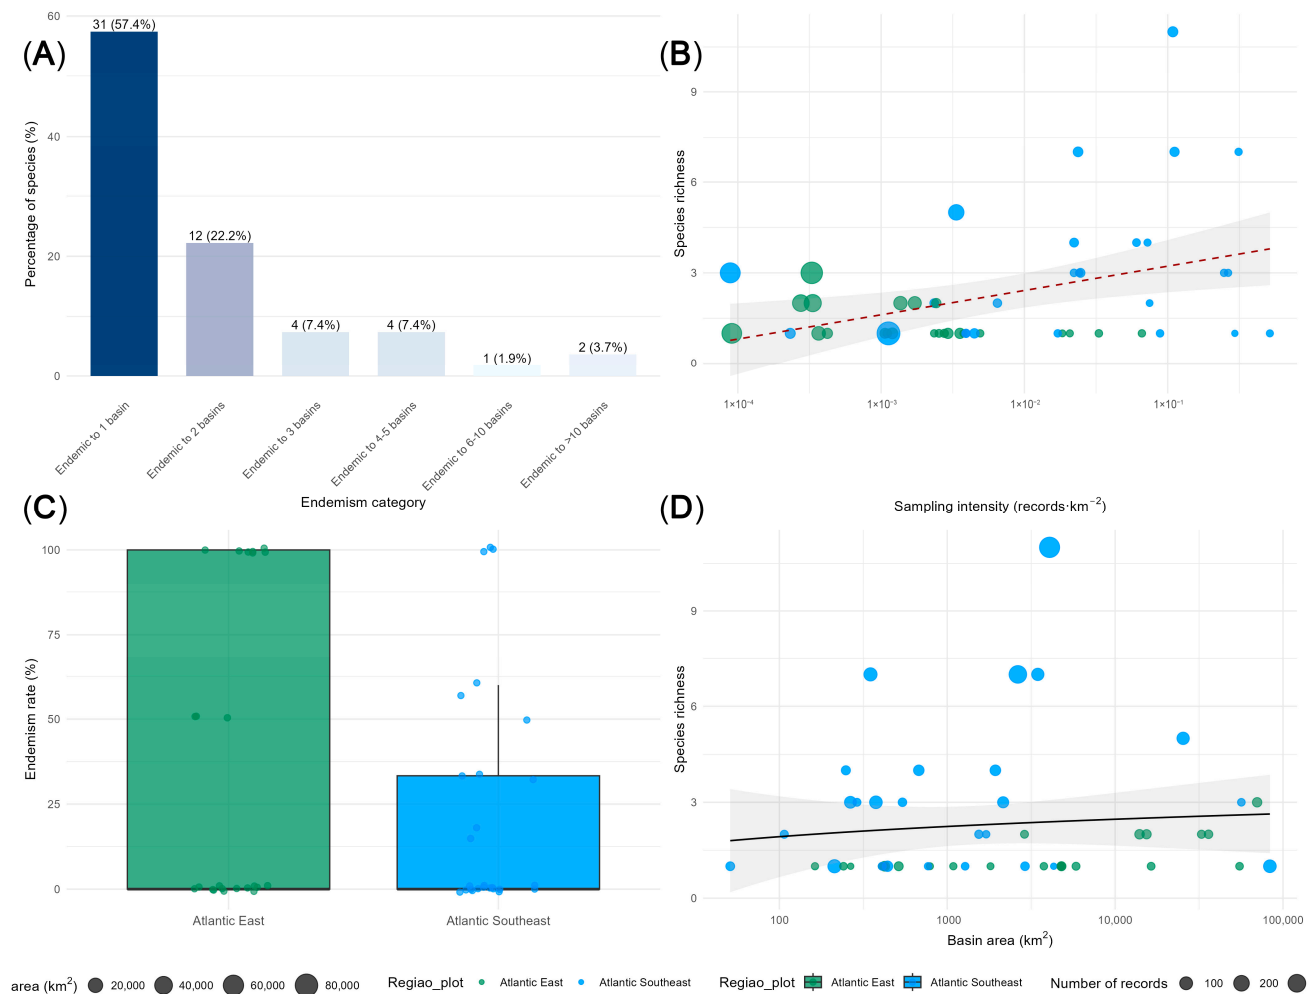 (A)
Percentage of species (%)
60
40
20
0
31 (57.4%)
12 (22.2%)
4 (7.4%)
4 (7.4%)
1 (1.9%)
2 (3.7%)
Endemic to 1 basin
Endemic to 2 basins
Endemic to 3 basins
Endemic to 4-5 basins
Endemic to 6-10 basins
Endemic to >10 basins
Endemism category
(B)
Species richness
9
6
3
0
1×10⁻⁴
1×10⁻³
1×10⁻²
1×10⁻¹
Sampling intensity (records·km⁻²)
(C)
Endemism rate (%)
100
75
50
25
0
Atlantic East
Atlantic Southeast
(D)
Species richness
9
6
3
0
100
1000
10,000
100,000
Basin area (km²)
area (km²) 20,000 40,000 60,000 80,000 Regiao_plot Atlantic East Atlantic Southeast Regiao_plot Atlantic East Atlantic Southeast Number of records 100 200